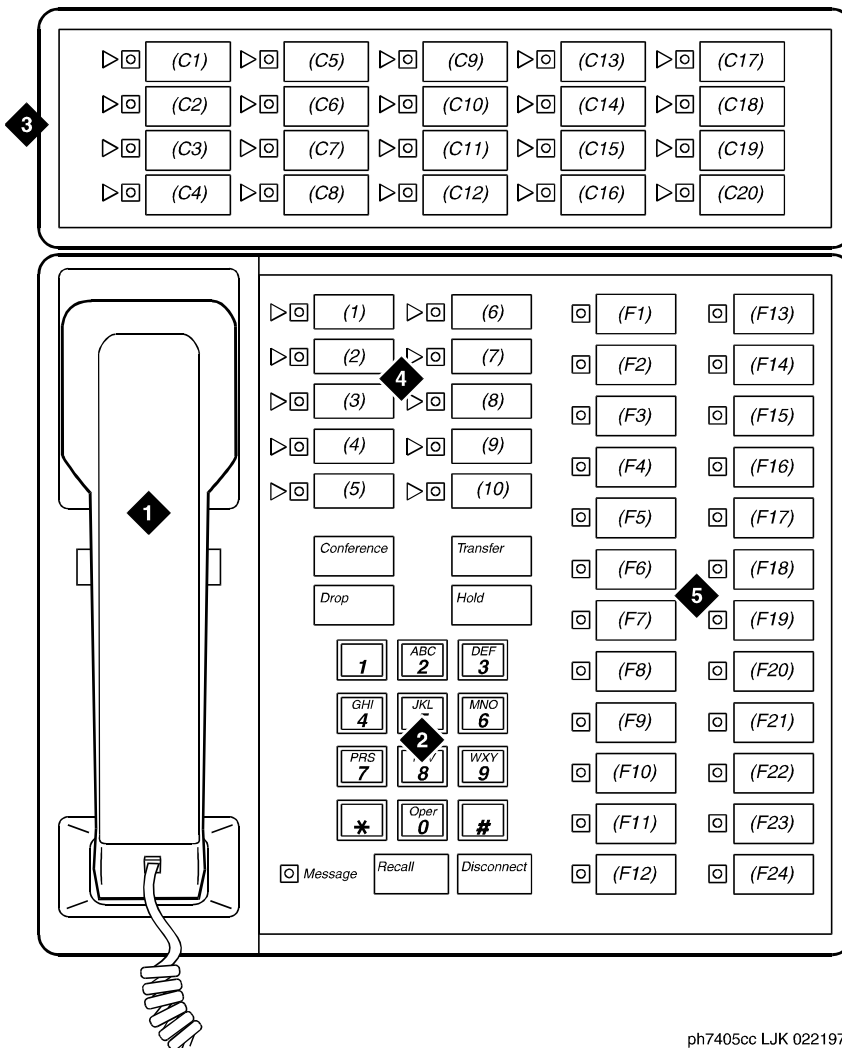 (C1) (C5) (C9) (C13) (C17)
(C2) (C6) (C10) (C14) (C18)
3
(C3) (C7) (C11) (C15) (C19)
(C4) (C8) (C12) (C16) (C20)
(1) (6) (F1) (F13)
(2) (7) (F2) (F14)
4
(3) (8) (F3) (F15)
(4) (9) (F4) (F16)
(5) (10) (F5) (F17)
1
Conference Transfer (F6) (F18)
5
Drop Hold (F7) (F19)
1 ABC 2 DEF 3 (F8) (F20)
GHI 4 JKL MNO 6 (F9) (F21)
2
PRS 7 8 WXY 9 (F10) (F22)
* Oper 0 # (F11) (F23)
Message Recall Disconnect (F12) (F24)
ph7405cc LJK 022197